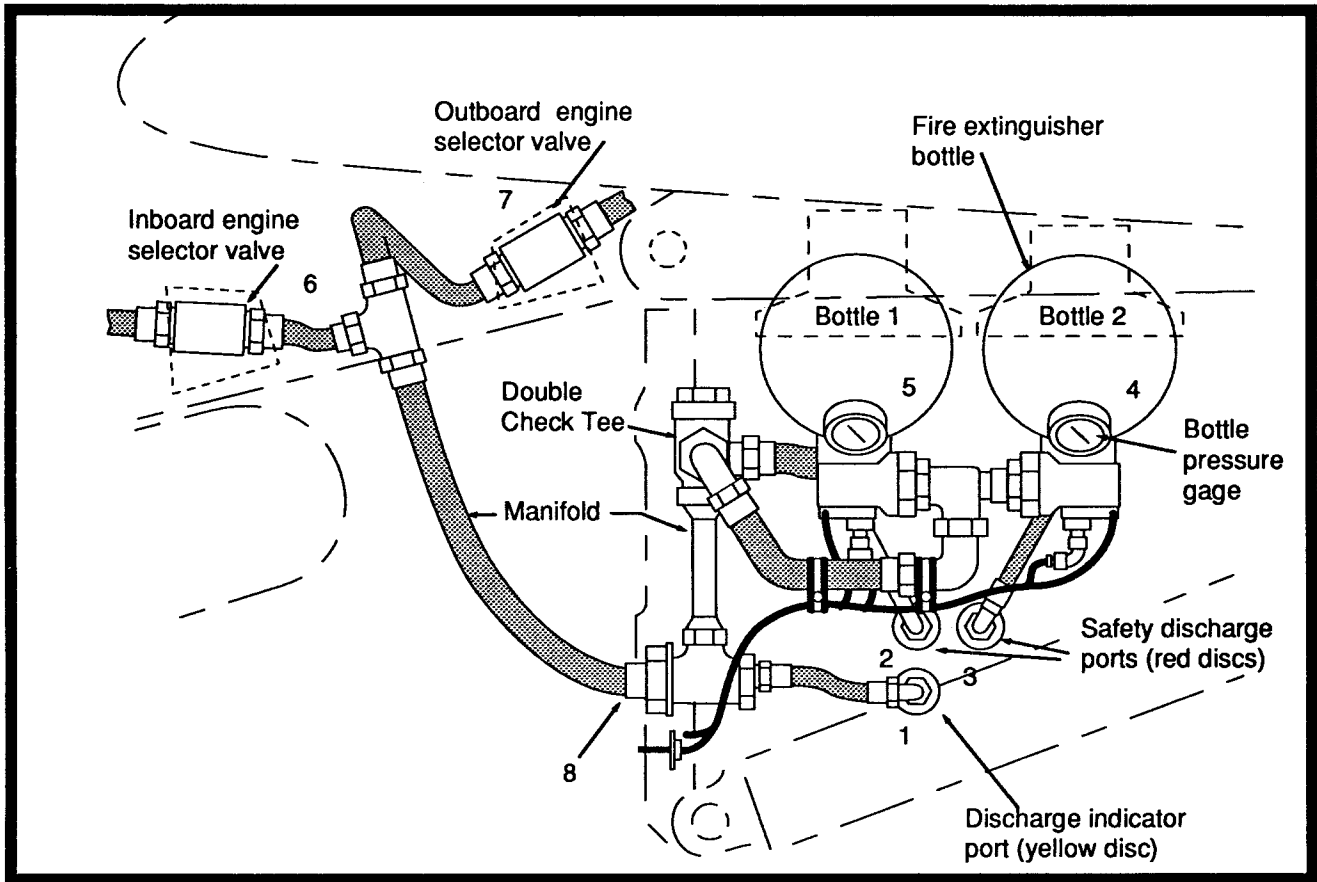 Outboard engine
selector valve
7
Fire extinguisher
bottle
Inboard engine
selector valve
6
Bottle 1
Bottle 2
5
4
Double
Check Tee
Bottle
pressure
gage
Manifold
2
3
Safety discharge
ports (red discs)
1
8
Discharge indicator
port (yellow disc)